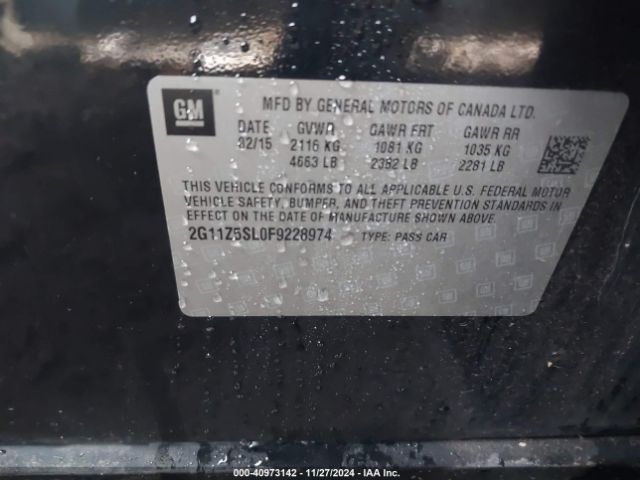 GM
MFD BY GENERAL MOTORS OF CANADA LTD.
DATE GVWR GAWR FRT GAWR RR
02/15 2116 KG 1081 KG 1035 KG
4663 LB 2382 LB 2281 LB
THIS VEHICLE CONFORMS TO ALL APPLICABLE U.S. FEDERAL MOTOR
VEHICLE SAFETY, BUMPER, AND THEFT PREVENTION STANDARDS IN
EFFECT ON THE DATE OF MANUFACTURE SHOWN ABOVE.
2G11Z5SL0F9228974 TYPE: PASS CAR
000-40973142 - 11/27/2024 - IAA Inc.